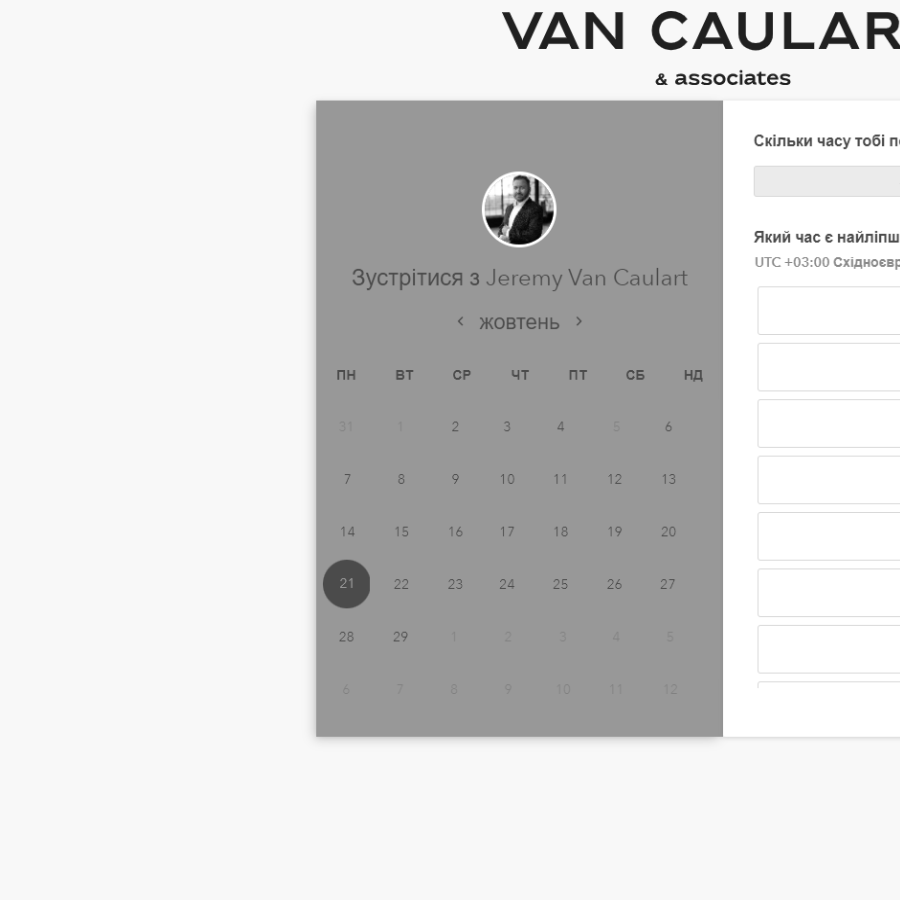 VAN CAULAR
& associates
Зустрітися з Jeremy Van Caulart
жовтень
ПН ВТ СР ЧТ ПТ СБ НД
31 1 2 3 4 5 6
7 8 9 10 11 12 13
14 15 16 17 18 19 20
21 22 23 24 25 26 27
28 29 1 2 3 4 5
6 7 8 9 10 11 12
Скільки часу тобі п
Який час є найліпш
UTC +03:00 Східноєвр